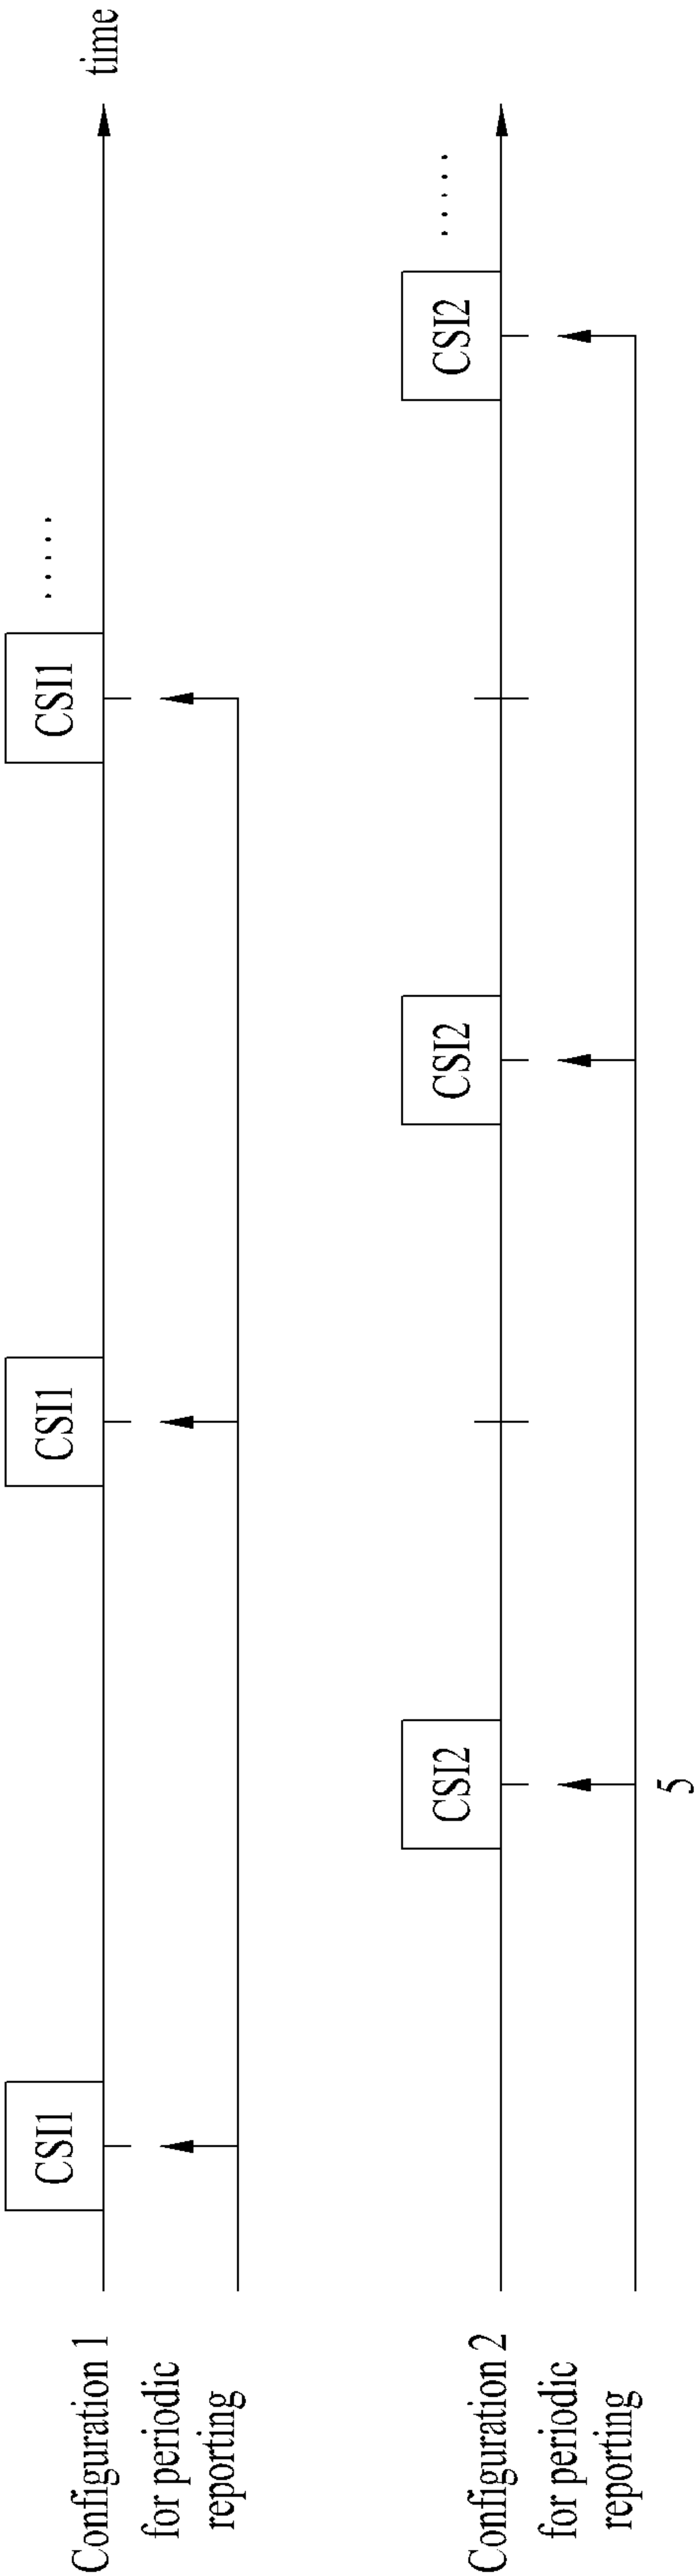 time
Configuration 1
for periodic
reporting
CSI1
CSI1
CSI1
.....
Configuration 2
for periodic
reporting
CSI2
CSI2
CSI2
.....
5